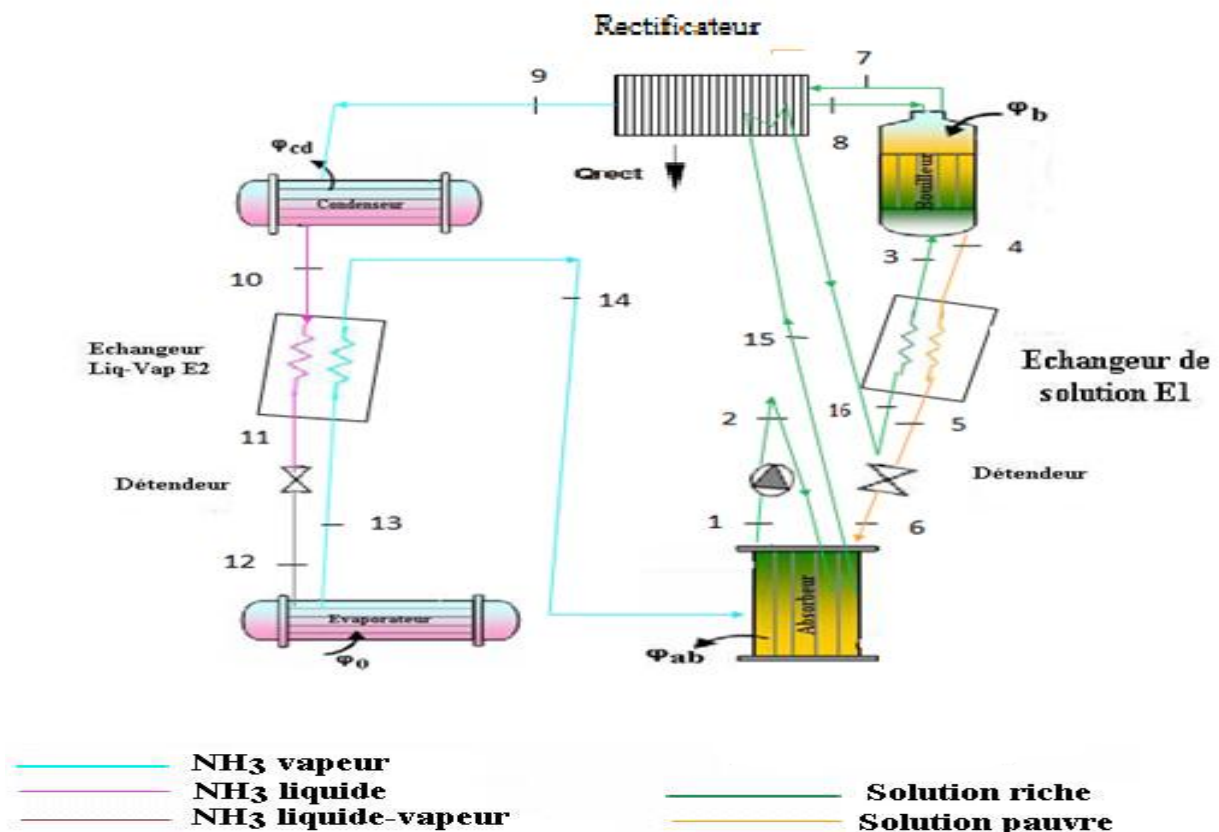 Rectificateur
7
9
φb
8
φcd
Qrect
Bouilleur
Condenseur
3
4
10
14
Echangeur
Liq-Vap E2
15
Echangeur de
solution E1
16
5
2
11
Détendeur
Détendeur
1
6
13
12
Absorbeur
Evaporateur
φab
φ0
NH3 vapeur
NH3 liquide
Solution riche
NH3 liquide-vapeur
Solution pauvre